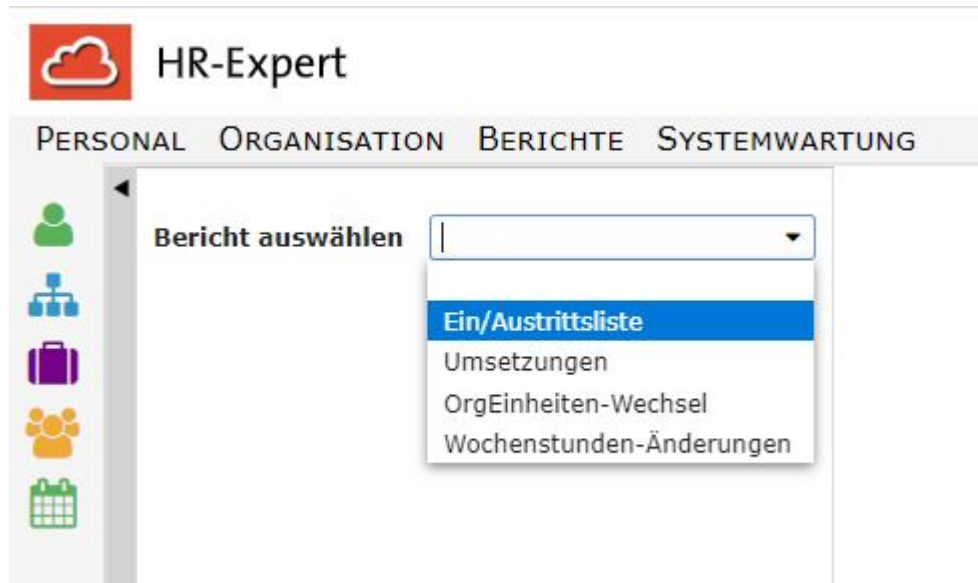 HR-Expert
PERSONAL ORGANISATION BERICHTE SYSTEMWARTUNG
Bericht auswählen
Ein/Austrittsliste
Umsetzungen
OrgEinheiten-Wechsel
Wochenstunden-Änderungen